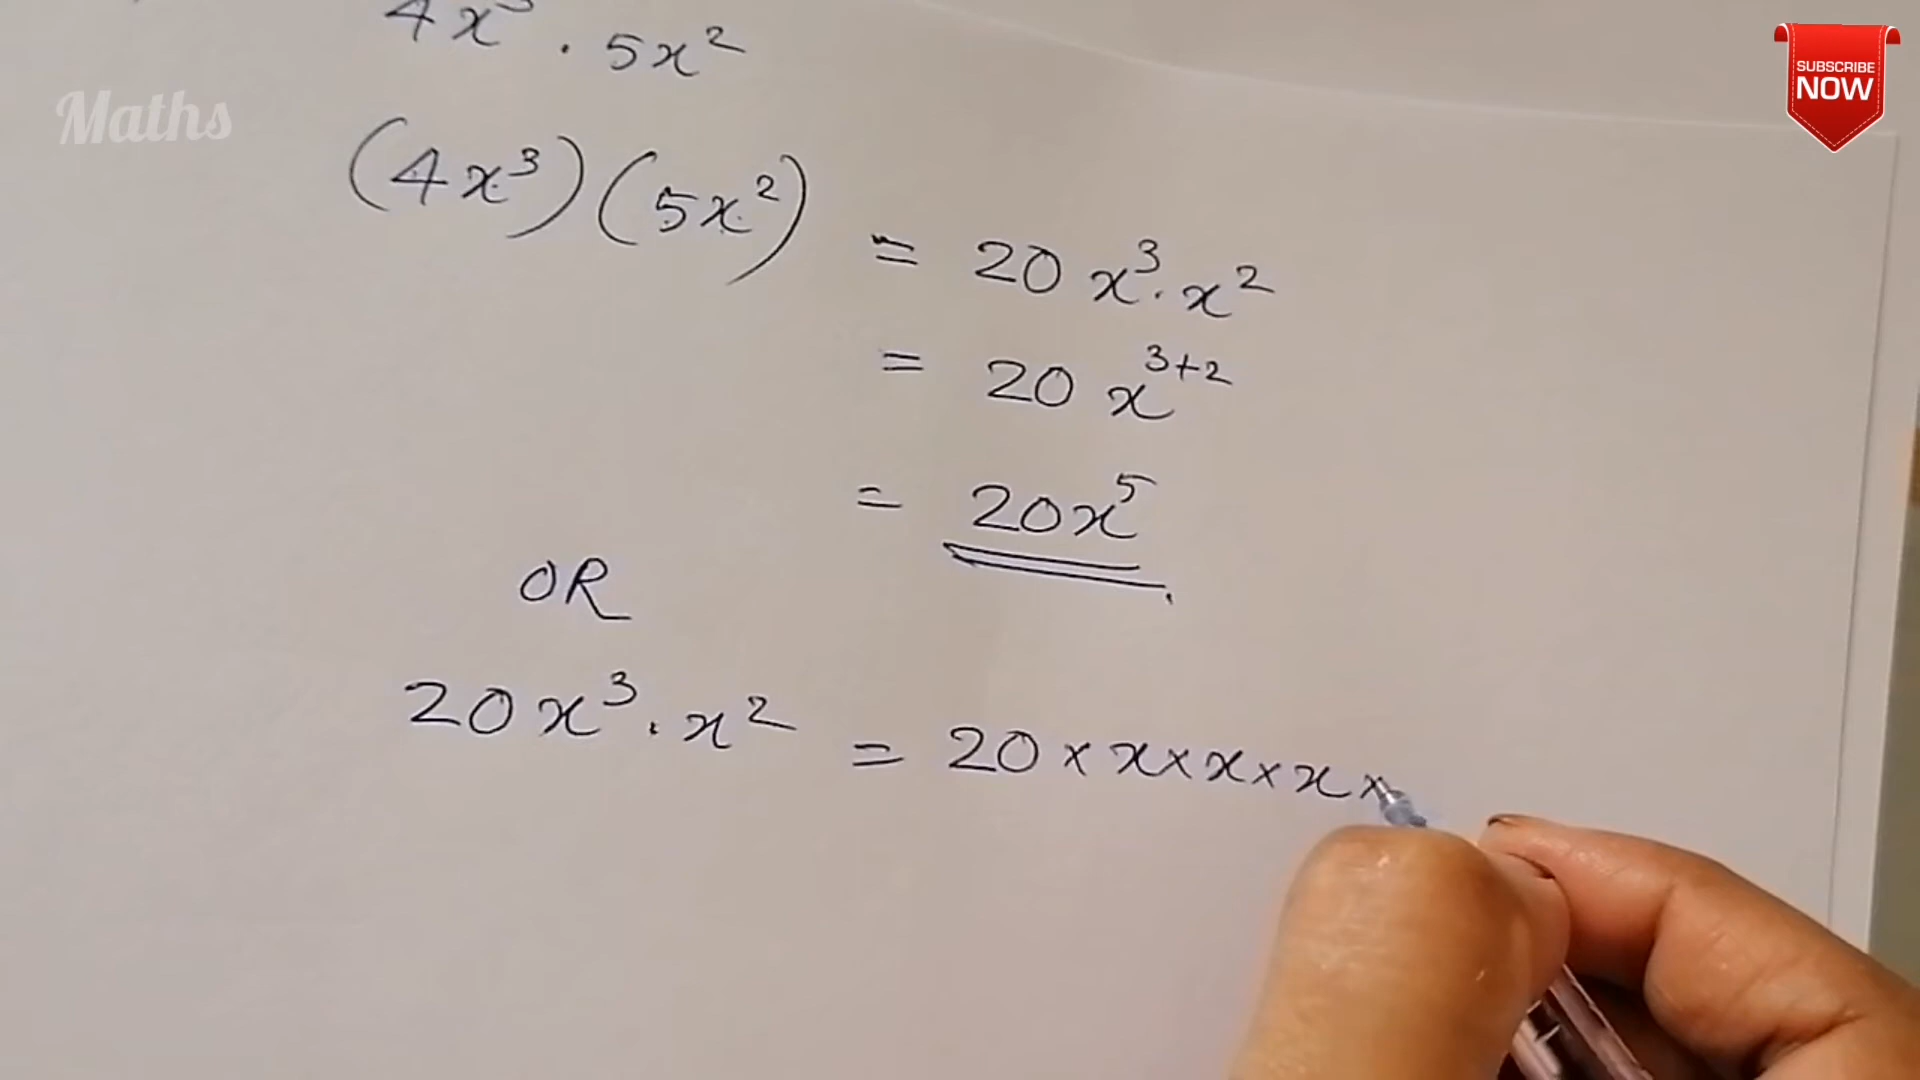 4x³ . 5x²
Maths
SUBSCRIBE
NOW
(4x³)(5x²) = 20 x³. x²
= 20 x³⁺²
= 20x⁵
OR
20x³ . x² = 20 × x × x × x ×